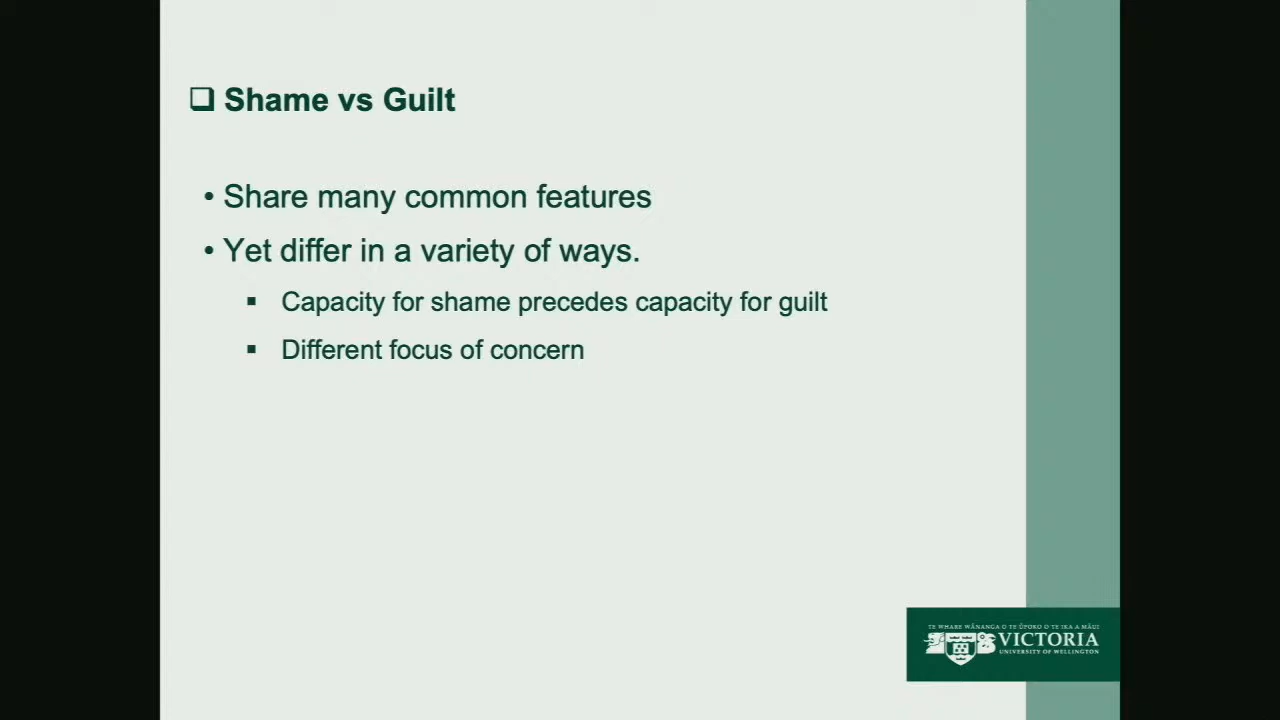 Shame vs Guilt
• Share many common features
• Yet differ in a variety of ways.
▪ Capacity for shame precedes capacity for guilt
▪ Different focus of concern
TE WHARE WĀNANGA O TE ŪPOKO O TE IKA A MĀUI
VICTORIA
UNIVERSITY OF WELLINGTON